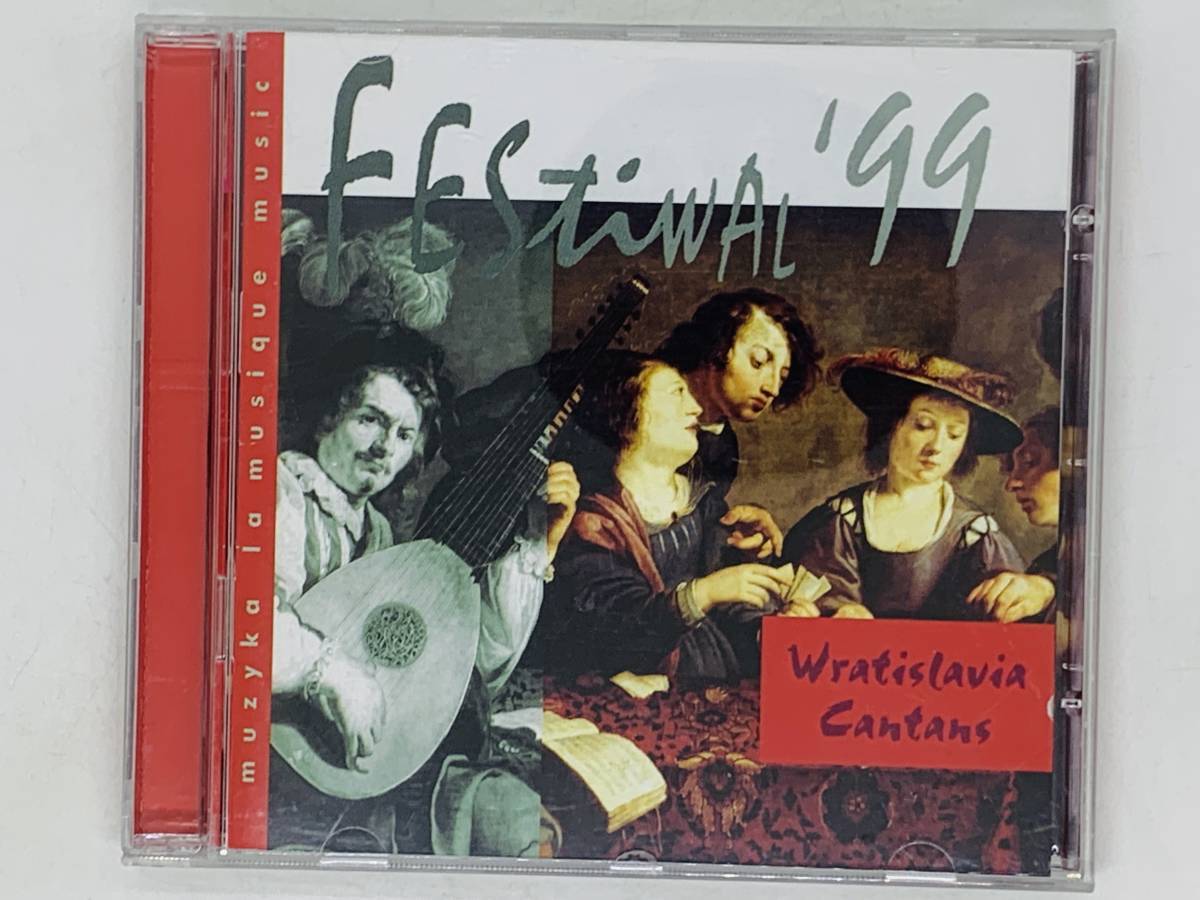 FEStiWAL '99
muzyka la musique music
Wratislavia
Cantans